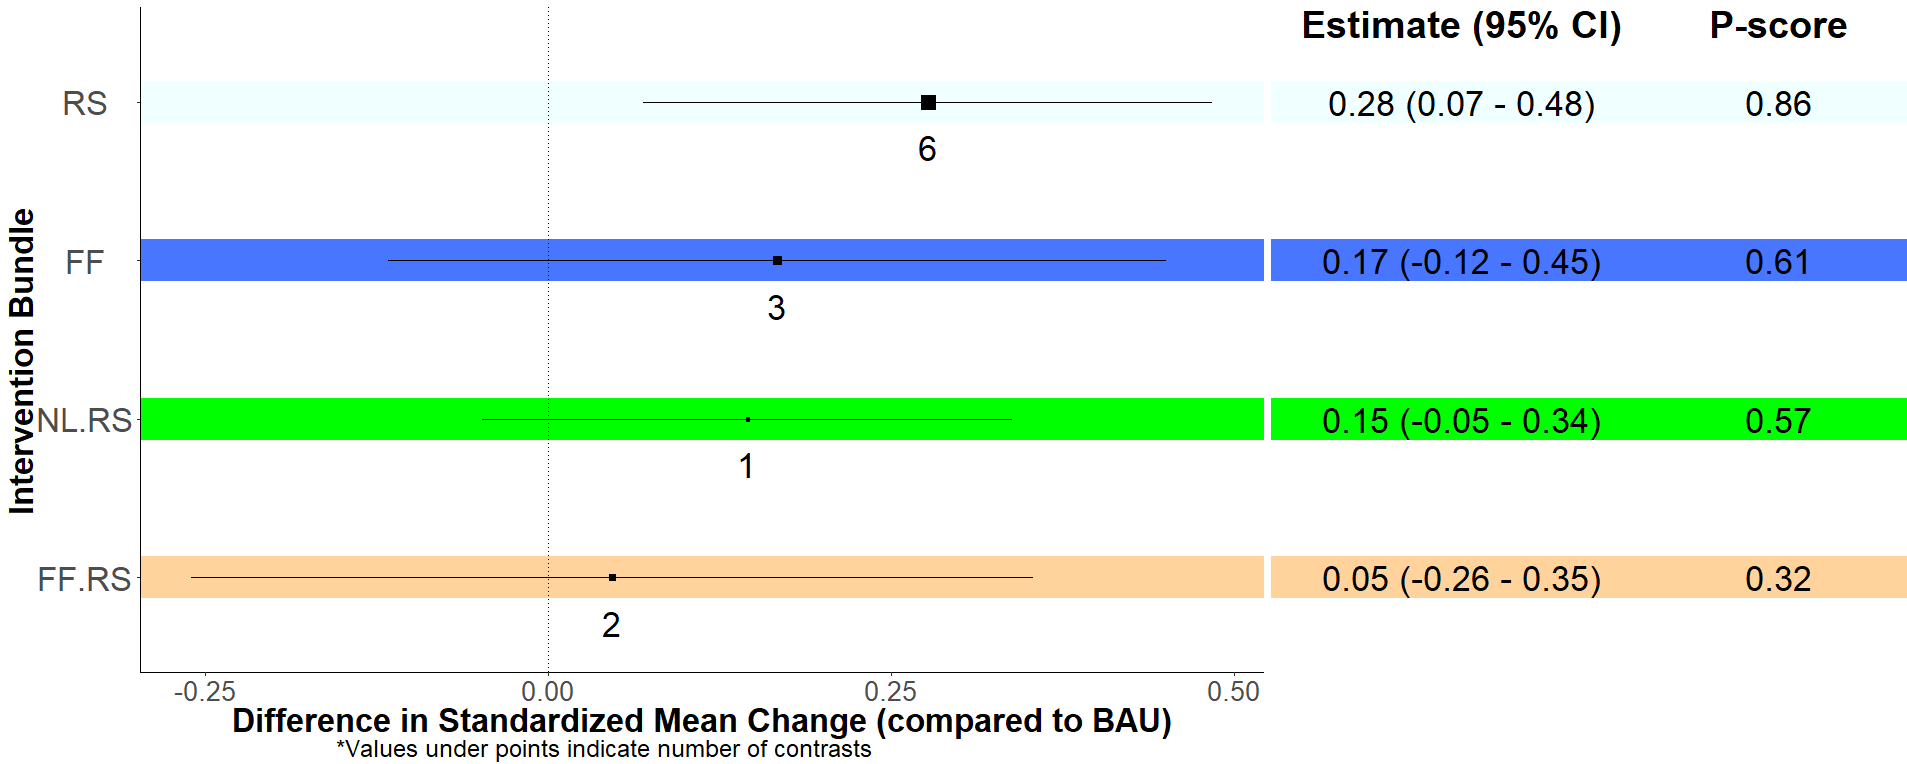 Estimate (95% CI) P-score
RS 0.28 (0.07 - 0.48) 0.86
6
FF 0.17 (-0.12 - 0.45) 0.61
3
NL.RS 0.15 (-0.05 - 0.34) 0.57
1
FF.RS 0.05 (-0.26 - 0.35) 0.32
2
Intervention Bundle
-0.25 0.00 0.25 0.50
Difference in Standardized Mean Change (compared to BAU)
*Values under points indicate number of contrasts